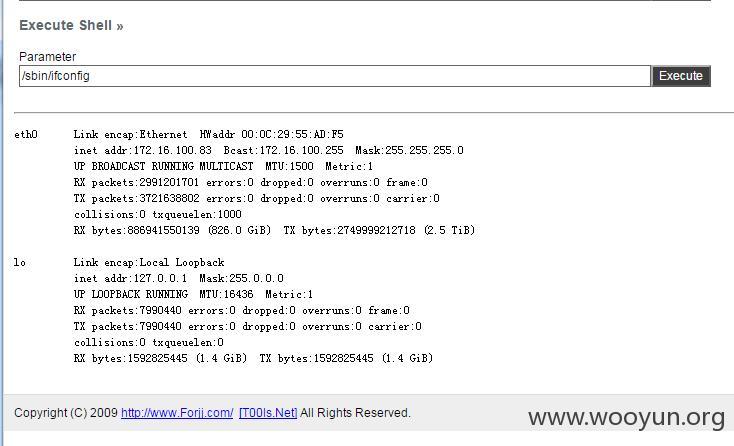 Execute Shell »
Parameter
/sbin/ifconfig Execute
eth0 Link encap:Ethernet HWaddr 00:0C:29:55:AD:F5
inet addr:172.16.100.83 Bcast:172.16.100.255 Mask:255.255.255.0
UP BROADCAST RUNNING MULTICAST MTU:1500 Metric:1
RX packets:2991201701 errors:0 dropped:0 overruns:0 frame:0
TX packets:3721638802 errors:0 dropped:0 overruns:0 carrier:0
collisions:0 txqueuelen:1000
RX bytes:886941550139 (826.0 GiB) TX bytes:2749999212718 (2.5 TiB)
lo Link encap:Local Loopback
inet addr:127.0.0.1 Mask:255.0.0.0
UP LOOPBACK RUNNING MTU:16436 Metric:1
RX packets:7990440 errors:0 dropped:0 overruns:0 frame:0
TX packets:7990440 errors:0 dropped:0 overruns:0 carrier:0
collisions:0 txqueuelen:0
RX bytes:1592825445 (1.4 GiB) TX bytes:1592825445 (1.4 GiB)
Copyright (C) 2009 http://www.Forjj.com/ [T00ls.Net] All Rights Reserved.
www.wooyun.org